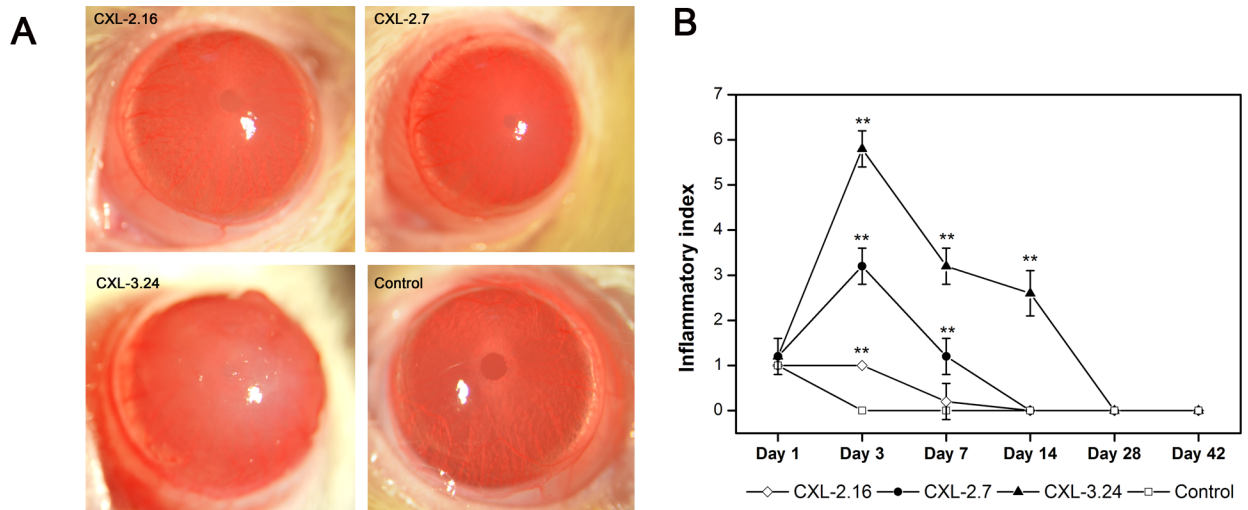 A
CXL-2.16
CXL-2.7
CXL-3.24
Control
B
Inflammatory index
7
6
5
4
3
2
1
0
**
**
**
**
**
**
Day 1 Day 3 Day 7 Day 14 Day 28 Day 42
CXL-2.16 CXL-2.7 CXL-3.24 Control